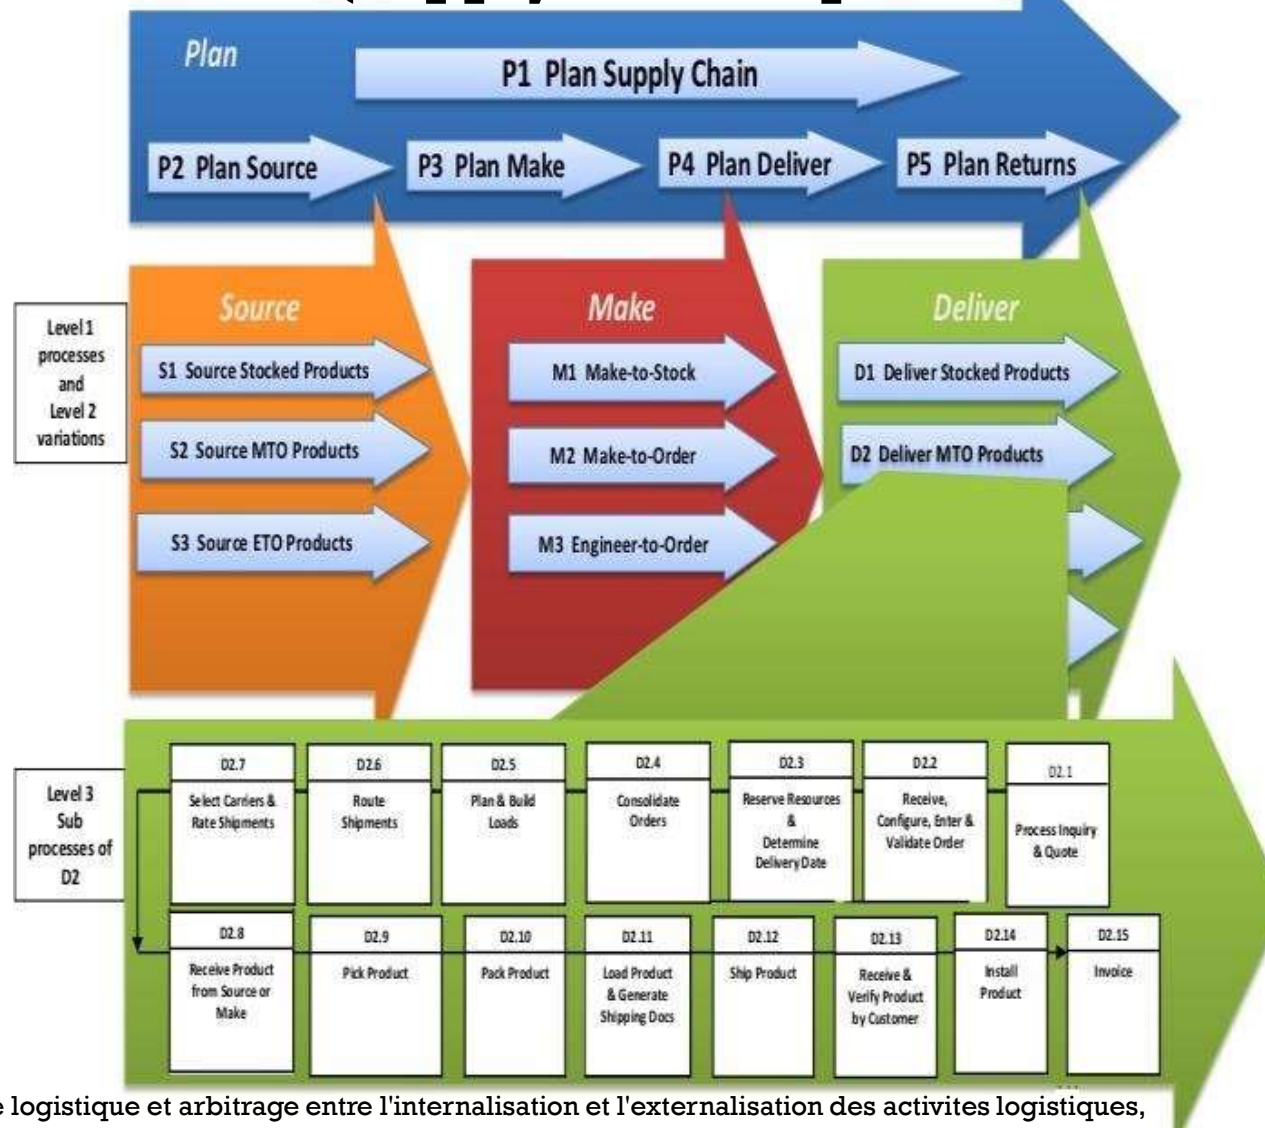 Plan
P1 Plan Supply Chain
P2 Plan Source
P3 Plan Make
P4 Plan Deliver
P5 Plan Returns
Level 1
processes
and
Level 2
variations
Source
S1 Source Stocked Products
S2 Source MTO Products
S3 Source ETO Products
Make
M1 Make-to-Stock
M2 Make-to-Order
M3 Engineer-to-Order
Deliver
D1 Deliver Stocked Products
D2 Deliver MTO Products
Level 3
Sub
processes of
D2
D2.7
Select Carriers &
Rate Shipments
D2.6
Route
Shipments
D2.5
Plan & Build
Loads
D2.4
Consolidate
Orders
D2.3
Reserve Resources
&
Determine
Delivery Date
D2.2
Receive,
Configure, Enter &
Validate Order
D2.1
Process Inquiry
& Quote
D2.8
Receive Product
from Source or
Make
D2.9
Pick Product
D2.10
Pack Product
D2.11
Load Product
& Generate
Shipping Docs
D2.12
Ship Product
D2.13
Receive &
Verify Product
by Customer
D2.14
Install
Product
D2.15
Invoice
logistique et arbitrage entre l'internalisation et l'externalisation des activites logistiques,